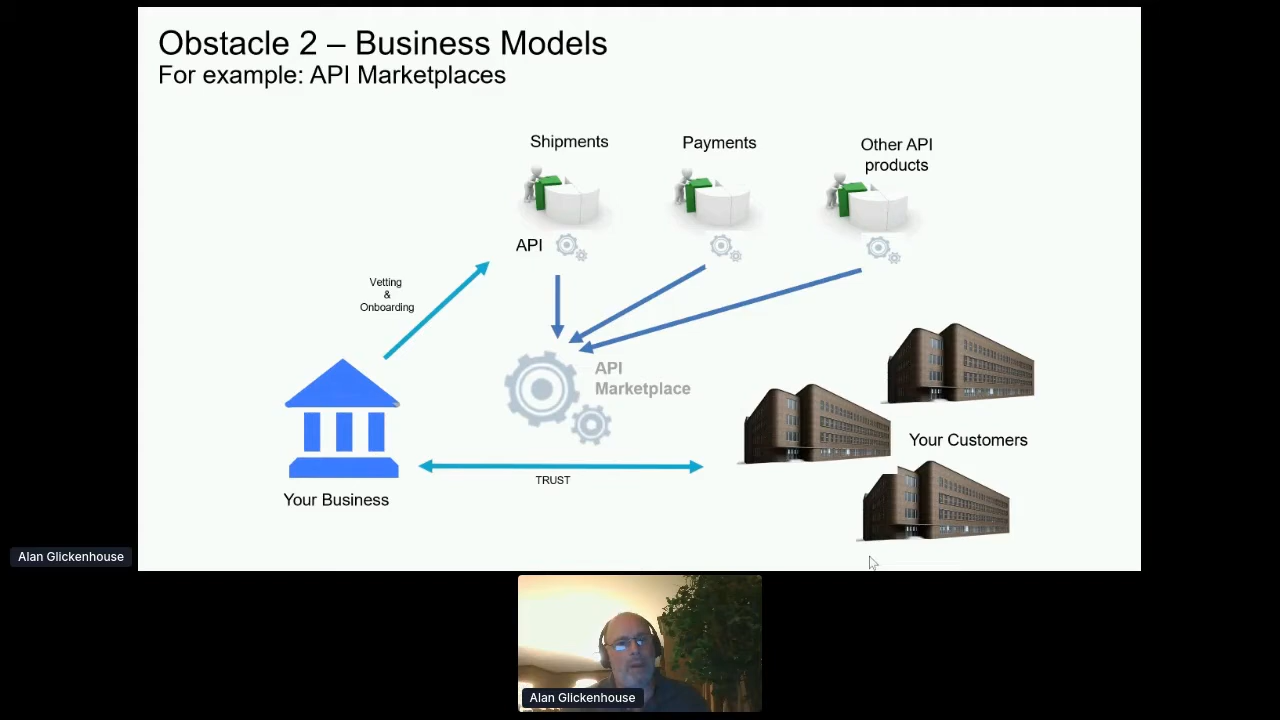 Obstacle 2 – Business Models
For example: API Marketplaces
Shipments
Payments
Other API
products
API
Vetting
&
Onboarding
API
Marketplace
Your Customers
TRUST
Your Business
Alan Glickenhouse
Alan Glickenhouse